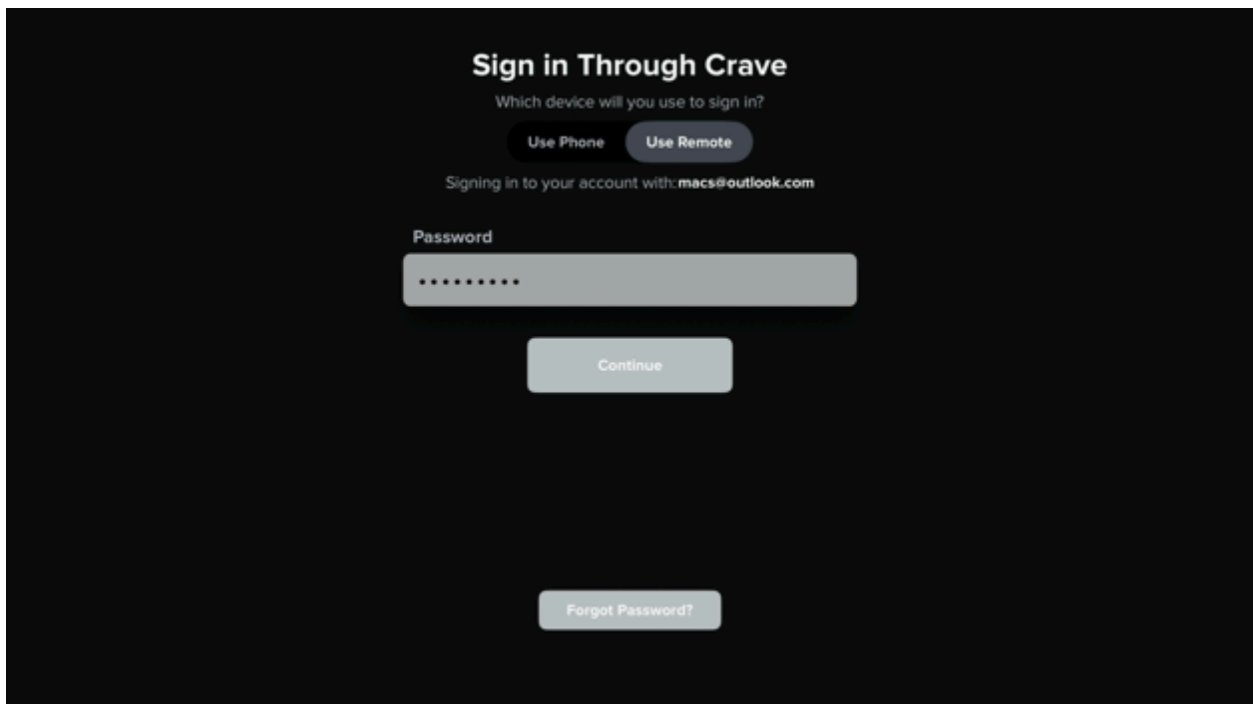 Sign in Through Crave
Which device will you use to sign in?
Use Phone Use Remote
Signing in to your account with:macs@outlook.com
Password
•••••••••
Continue
Forgot Password?